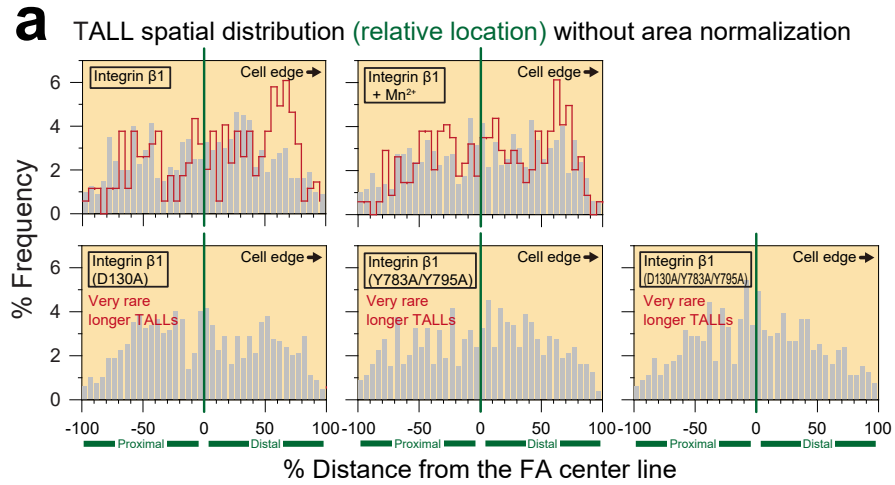 a
TALL spatial distribution (relative location) without area normalization
Integrin β1
Cell edge
Integrin β1
+ Mn²⁺
Cell edge
6
4
2
0
% Frequency
Integrin β1
(D130A)
Cell edge
Very rare
longer TALLs
Integrin β1
(Y783A/Y795A)
Cell edge
Very rare
longer TALLs
Integrin β1
(D130A/Y783A/Y795A)
Cell edge
Very rare
longer TALLs
6
4
2
0
-100 -50 0 50 100 -100 -50 0 50 100 -100 -50 0 50 100
Proximal Distal Proximal Distal Proximal Distal
% Distance from the FA center line